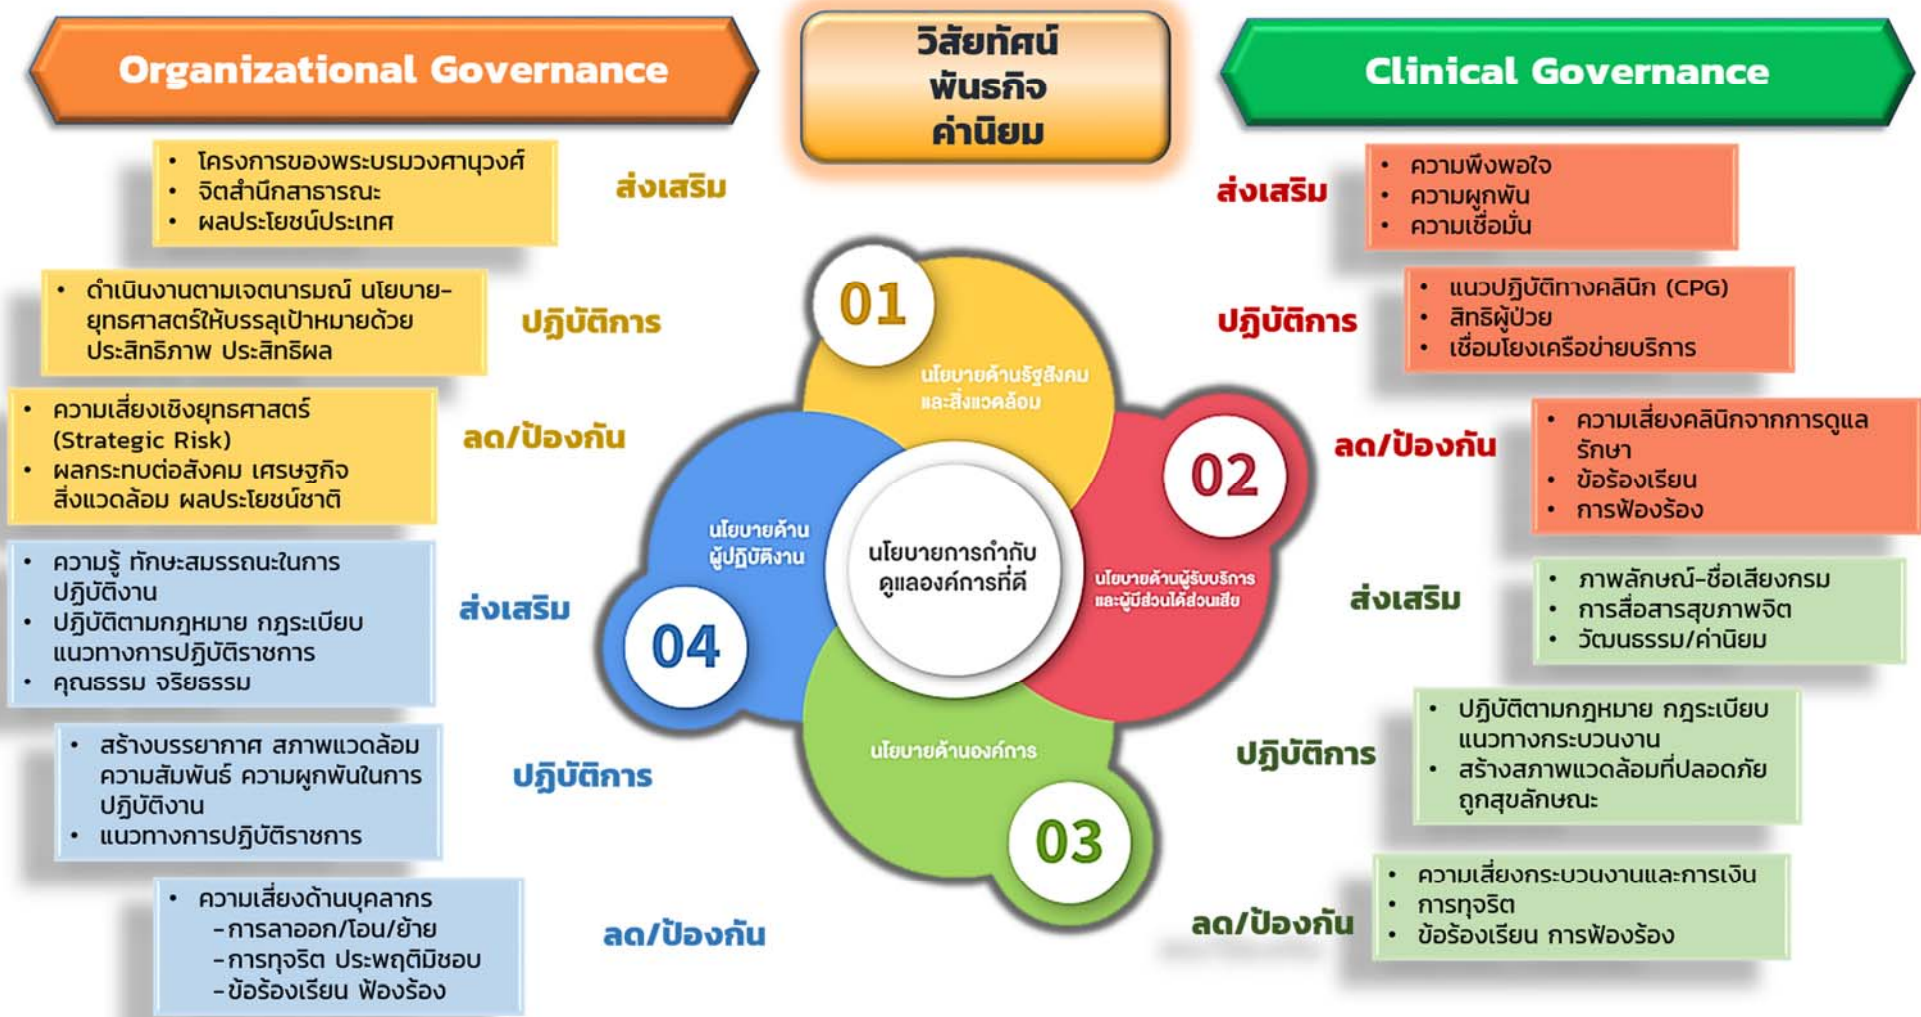 Organizational Governance
วิสัยทัศน์
พันธกิจ
ค่านิยม
Clinical Governance
• โครงการของพระบรมวงศานุวงศ์
• จิตสำนึกสาธารณะ
• ผลประโยชน์ประเทศ
ส่งเสริม
• ดำเนินงานตามเจตนารมณ์ นโยบาย-
ยุทธศาสตร์ให้บรรลุเป้าหมายด้วย
ประสิทธิภาพ ประสิทธิผล
ปฏิบัติการ
• ความเสี่ยงเชิงยุทธศาสตร์
(Strategic Risk)
• ผลกระทบต่อสังคม เศรษฐกิจ
สิ่งแวดล้อม ผลประโยชน์ชาติ
ลด/ป้องกัน
• ความรู้ ทักษะสมรรถนะในการ
ปฏิบัติงาน
• ปฏิบัติตามกฎหมาย กฎระเบียบ
แนวทางการปฏิบัติราชการ
• คุณธรรม จริยธรรม
ส่งเสริม
• สร้างบรรยากาศ สภาพแวดล้อม
ความสัมพันธ์ ความผูกพันในการ
ปฏิบัติงาน
• แนวทางการปฏิบัติราชการ
ปฏิบัติการ
• ความเสี่ยงด้านบุคลากร
-การลาออก/โอน/ย้าย
-การทุจริต ประพฤติมิชอบ
-ข้อร้องเรียน ฟ้องร้อง
ลด/ป้องกัน
01
นโยบายด้านรัฐสังคม
และสิ่งแวดล้อม
02
นโยบายด้านผู้รับบริการ
และผู้มีส่วนได้ส่วนเสีย
03
นโยบายด้านองค์การ
04
นโยบายด้าน
ผู้ปฏิบัติงาน
นโยบายการกำกับ
ดูแลองค์การที่ดี
ส่งเสริม
• ความพึงพอใจ
• ความผูกพัน
• ความเชื่อมั่น
ปฏิบัติการ
• แนวปฏิบัติทางคลินิก (CPG)
• สิทธิผู้ป่วย
• เชื่อมโยงเครือข่ายบริการ
ลด/ป้องกัน
• ความเสี่ยงคลินิกจากการดูแล
รักษา
• ข้อร้องเรียน
• การฟ้องร้อง
ส่งเสริม
• ภาพลักษณ์-ชื่อเสียงกรม
• การสื่อสารสุขภาพจิต
• วัฒนธรรม/ค่านิยม
ปฏิบัติการ
• ปฏิบัติตามกฎหมาย กฎระเบียบ
แนวทางกระบวนงาน
• สร้างสภาพแวดล้อมที่ปลอดภัย
ถูกสุขลักษณะ
ลด/ป้องกัน
• ความเสี่ยงกระบวนงานและการเงิน
• การทุจริต
• ข้อร้องเรียน การฟ้องร้อง